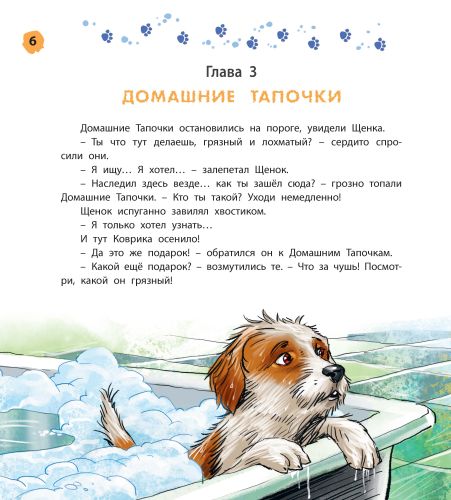 6
Глава 3
ДОМАШНИЕ ТАПОЧКИ
Домашние Тапочки остановились на пороге, увидели Щенка.
– Ты что тут делаешь, грязный и лохматый? – сердито спро-
сили они.
– Я ищу... Я хотел... – залепетал Щенок.
– Наследил здесь везде... как ты зашёл сюда? – грозно топали
Домашние Тапочки. – Кто ты такой? Уходи немедленно!
Щенок испуганно завилял хвостиком.
– Я только хотел узнать...
И тут Коврика осенило!
– Да это же подарок! – обратился он к Домашним Тапочкам.
– Какой ещё подарок? – возмутились те. – Что за чушь! Посмот-
ри, какой он грязный!